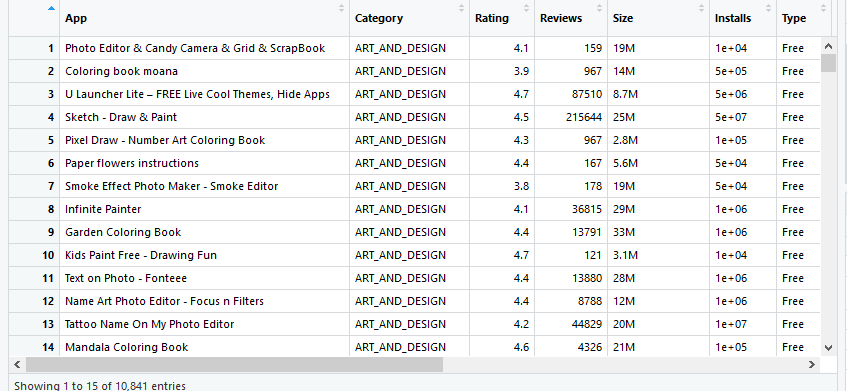 App Category Rating Reviews Size Installs Type
1 Photo Editor & Candy Camera & Grid & ScrapBook ART_AND_DESIGN 4.1 159 19M 1e+04 Free
2 Coloring book moana ART_AND_DESIGN 3.9 967 14M 5e+05 Free
3 U Launcher Lite – FREE Live Cool Themes, Hide Apps ART_AND_DESIGN 4.7 87510 8.7M 5e+06 Free
4 Sketch - Draw & Paint ART_AND_DESIGN 4.5 215644 25M 5e+07 Free
5 Pixel Draw - Number Art Coloring Book ART_AND_DESIGN 4.3 967 2.8M 1e+05 Free
6 Paper flowers instructions ART_AND_DESIGN 4.4 167 5.6M 5e+04 Free
7 Smoke Effect Photo Maker - Smoke Editor ART_AND_DESIGN 3.8 178 19M 5e+04 Free
8 Infinite Painter ART_AND_DESIGN 4.1 36815 29M 1e+06 Free
9 Garden Coloring Book ART_AND_DESIGN 4.4 13791 33M 1e+06 Free
10 Kids Paint Free - Drawing Fun ART_AND_DESIGN 4.7 121 3.1M 1e+04 Free
11 Text on Photo - Fonteee ART_AND_DESIGN 4.4 13880 28M 1e+06 Free
12 Name Art Photo Editor - Focus n Filters ART_AND_DESIGN 4.4 8788 12M 1e+06 Free
13 Tattoo Name On My Photo Editor ART_AND_DESIGN 4.2 44829 20M 1e+07 Free
14 Mandala Coloring Book ART_AND_DESIGN 4.6 4326 21M 1e+05 Free
Showing 1 to 15 of 10,841 entries